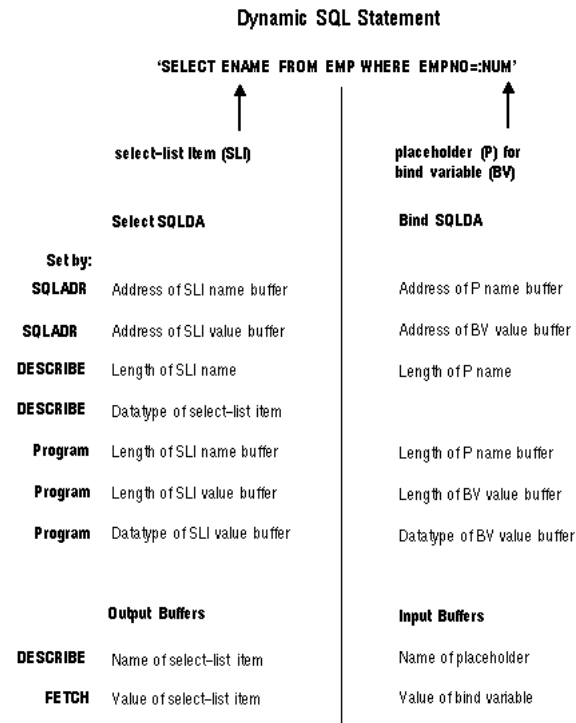 Dynamic SQL Statement
‘SELECT ENAME FROM EMP WHERE EMPNO=:NUM’
select–list Item (SLI)
placeholder (P) for
bind variable (BV)
Select SQLDA
Bind SQLDA
Set by:
SQLADR Address of SLI name buffer Address of P name buffer
SQLADR Address of SLI value buffer Address of BV value buffer
DESCRIBE Length of SLI name Length of P name
DESCRIBE Datatype of select–list item
Program Length of SLI name buffer Length of P name buffer
Program Length of SLI value buffer Length of BV value buffer
Program Datatype of SLI value buffer Datatype of BV value buffer
Output Buffers Input Buffers
DESCRIBE Name of select–list item Name of placeholder
FETCH Value of select–list item Value of bind variable